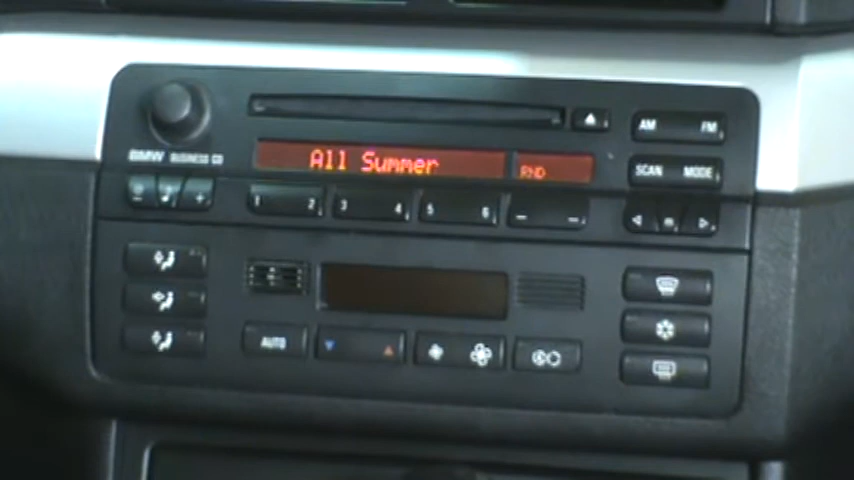 AM FM
BMW BUSINESS CD
All Summer RND
SCAN MODE
- +
1 2 3 4 5 6 - -
m
AUTO